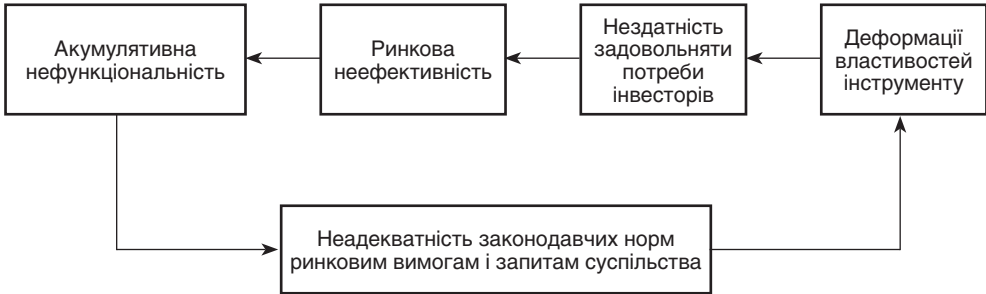 Акумулятивна
нефункціональність
Ринкова
неефективність
Нездатність
задовольняти
потреби
інвесторів
Деформації
властивостей
інструменту
Неадекватність законодавчих норм
ринковим вимогам і запитам суспільства